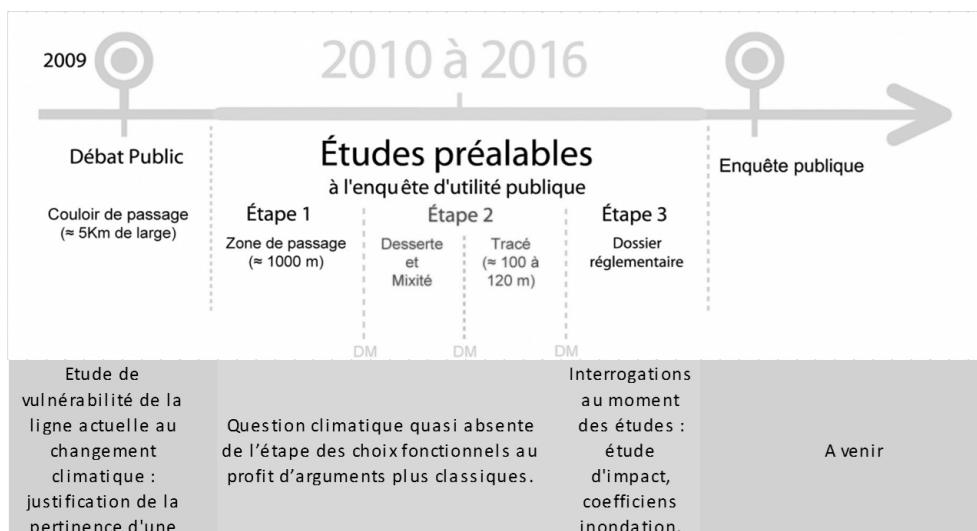 2009
2010 à 2016
Débat Public
Études préalables
à l'enquête d'utilité publique
Enquête publique
Couloir de passage
(≈ 5Km de large)
Étape 1
Étape 2
Étape 3
Zone de passage
(≈ 1000 m)
Desserte
et
Mixité
Tracé
(≈ 100 à
120 m)
Dossier
réglementaire
DM
DM
DM
Etude de
vulnérabilité de la
ligne actuelle au
changement
climatique :
justification de la
pertinence d'une
Question climatique quasi absente
de l'étape des choix fonctionnels au
profit d'arguments plus classiques.
Interrogations
au moment
des études :
étude
d'impact,
coefficiens
inondation,
A venir